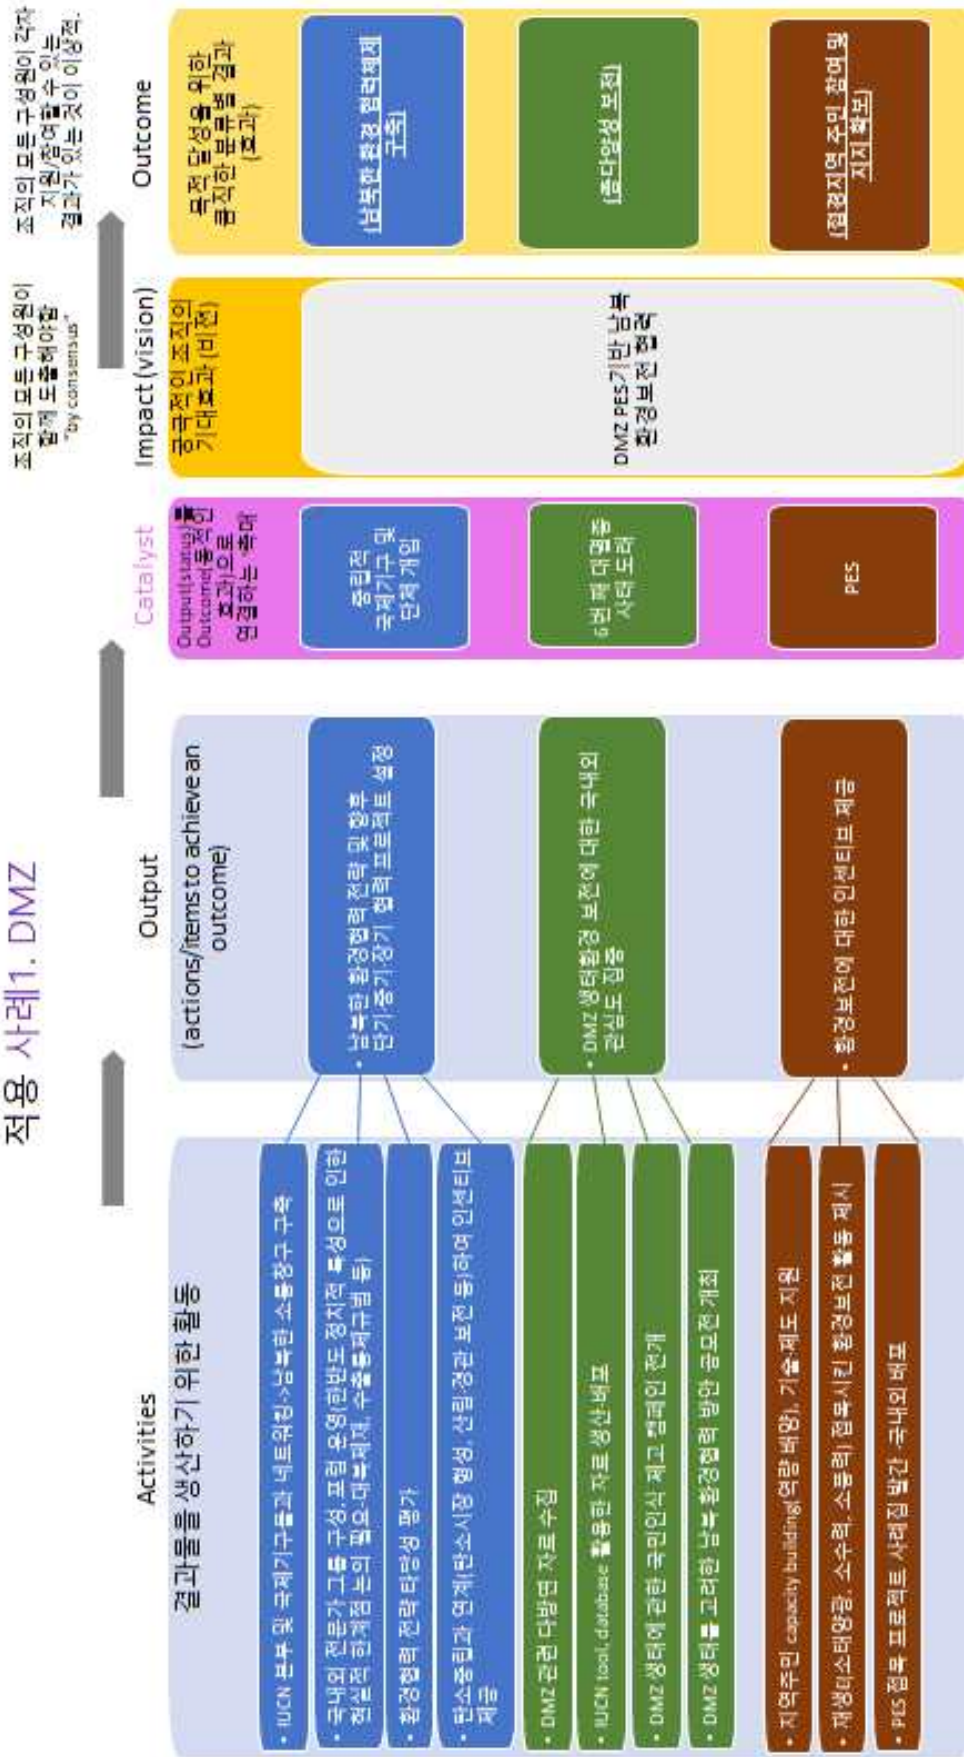 적용 사례1. DMZ
조직의 모든 구성원이
함께 도출해야함
"by consensus"
조직의 모든 구성원이 각자
지원/참여할 수 있는
결과가 있는 것이 이상적.
Activities
결과물을 생산하기 위한 활동
• IUCN 본부 및 국제기구들과 네트워킹->남북한 소통창구 구축
• 국내외 전문가 그룹 구성, 포럼 운영(한반도 정치적 특성으로 인한
현실적 한계점 논의 필요-대북제재, 수출통제규범 등)
• 환경협력 전략 타당성 평가
• 탄소중립과 연계(탄소시장 형성, 산림·경관 보전 등)하여 인센티브
제공
• DMZ 관련 다방면 자료 수집
• IUCN tool, database 활용한 자료 생산·배포
• DMZ 생태에 관한 국민인식 제고 캠페인 전개
• DMZ 생태를 고려한 남북 환경협력 방안 공모전 개최
• 지역주민 capacity building(역량 배양), 기술·제도 지원
• 재생E(소태양광, 소수력, 소풍력) 접목시킨 환경보전 활동 제시
• PES 접목 프로젝트 사례집 발간·국내외 배포
Output
(actions/items to achieve an
outcome)
• 남북한 환경협력 전략 및 향후
단기·중기·장기 협력 프로젝트 설정
• DMZ 생태환경 보전에 대한 국내외
관심도 집중
• 환경보전에 대한 인센티브 제공
Catalyst
Output(status)를
Outcome(동적인
효과)으로
연결하는 '촉매'
중립적
국제기구 및
단체 개입
6번 째 대멸종
사태 도래
PES
Impact (vision)
궁극적인 조직의
기대효과 (비전)
DMZ PES기반 남북
환경보전 협력
Outcome
목적 달성을 위한
큼직한 분류별 결과
(효과)
(남북한 환경 협력체제
구축)
(종다양성 보전)
(접경지역 주민 참여 및
지지 확보)